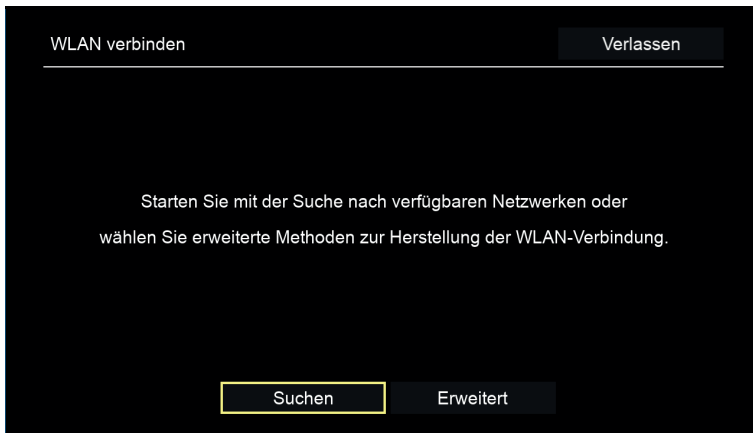 WLAN verbinden
Verlassen
Starten Sie mit der Suche nach verfügbaren Netzwerken oder
wählen Sie erweiterte Methoden zur Herstellung der WLAN-Verbindung.
Suchen
Erweitert